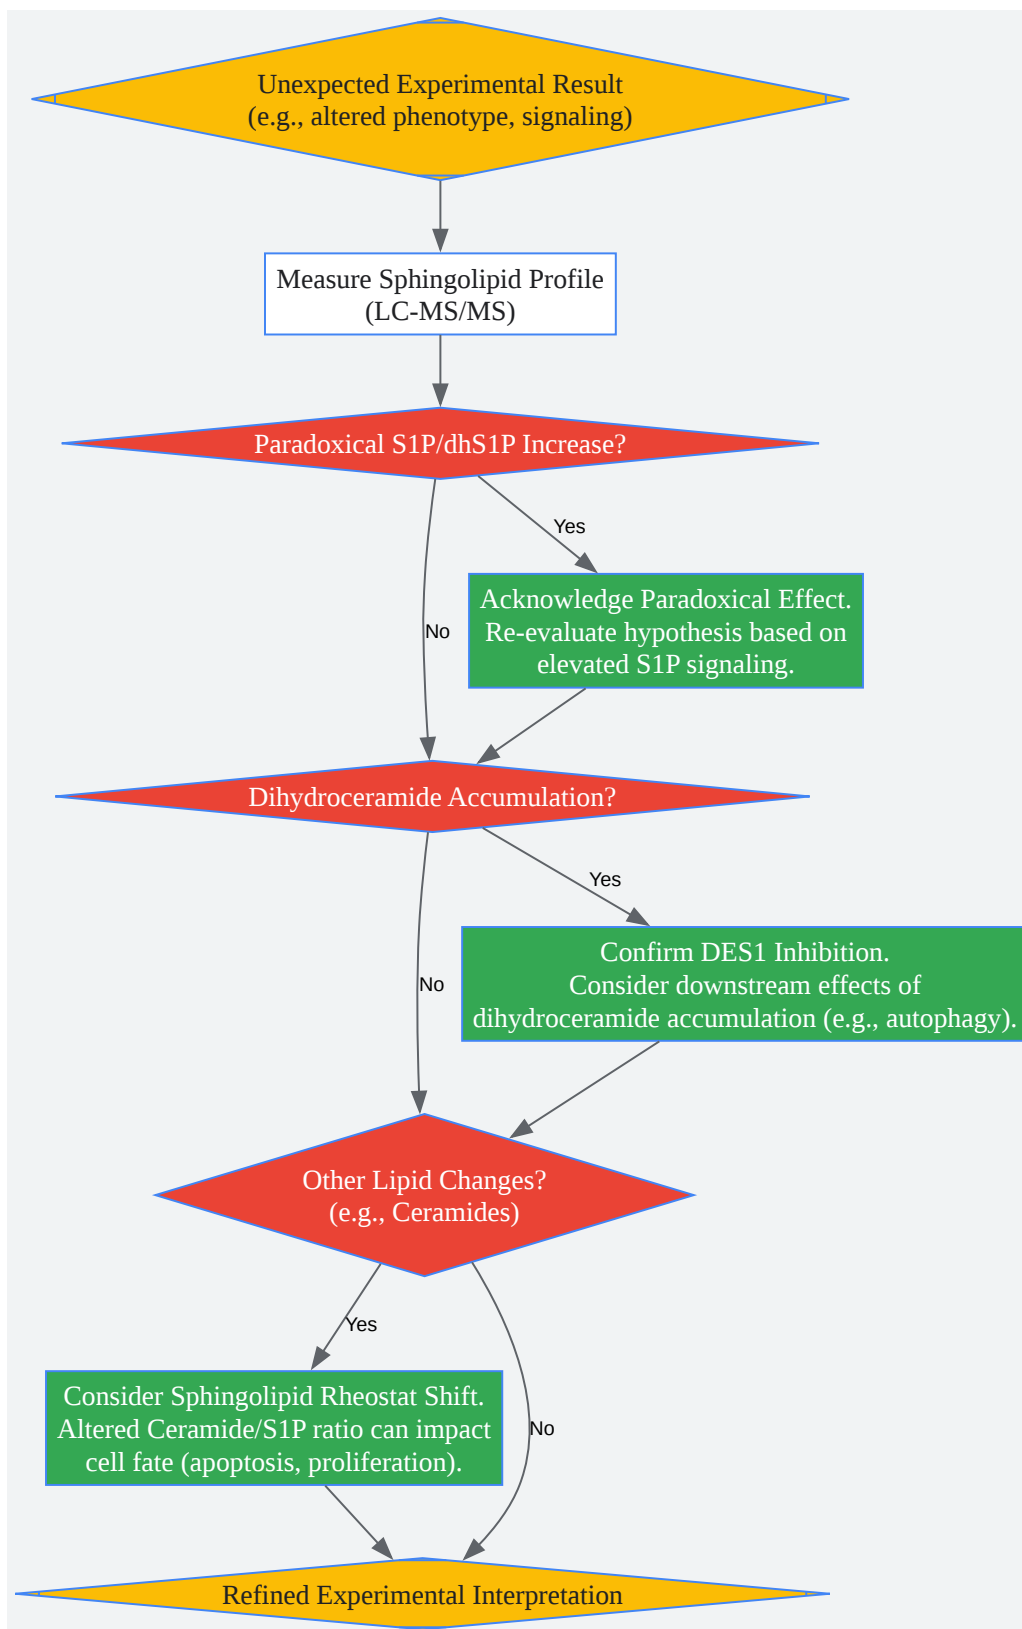 Unexpected Experimental Result
(e.g., altered phenotype, signaling)
Measure Sphingolipid Profile
(LC-MS/MS)
Paradoxical S1P/dhS1P Increase?
Yes
Acknowledge Paradoxical Effect.
Re-evaluate hypothesis based on
elevated S1P signaling.
No
Dihydroceramide Accumulation?
Yes
Confirm DES1 Inhibition.
Consider downstream effects of
dihydroceramide accumulation (e.g., autophagy).
No
Other Lipid Changes?
(e.g., Ceramides)
Yes
Consider Sphingolipid Rheostat Shift.
Altered Ceramide/S1P ratio can impact
cell fate (apoptosis, proliferation).
No
Refined Experimental Interpretation